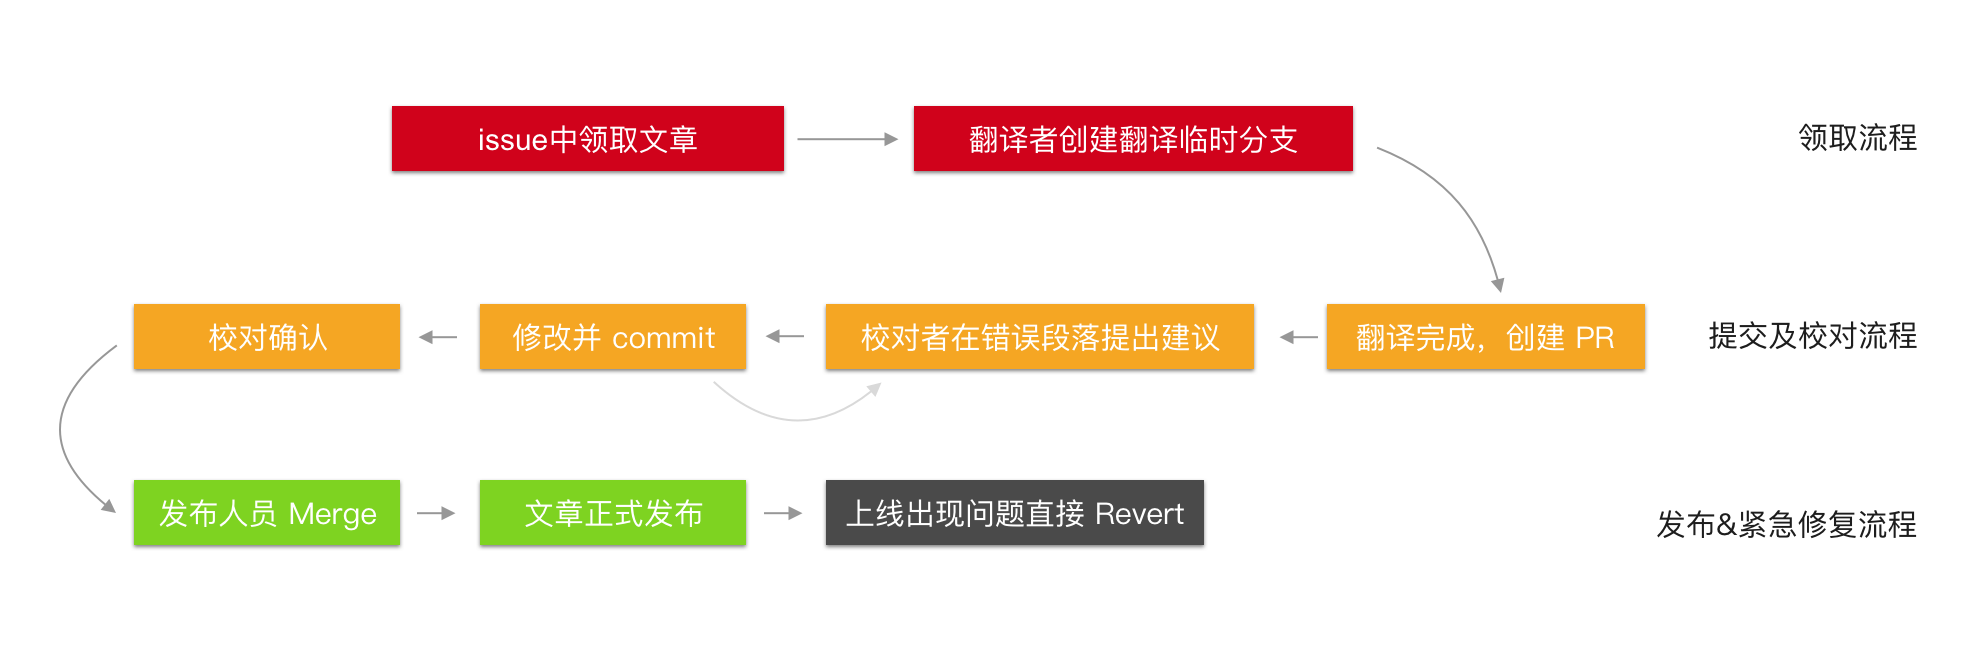 issue中领取文章
翻译者创建翻译临时分支
领取流程
校对确认
修改并 commit
校对者在错误段落提出建议
翻译完成，创建 PR
提交及校对流程
发布人员 Merge
文章正式发布
上线出现问题直接 Revert
发布&紧急修复流程